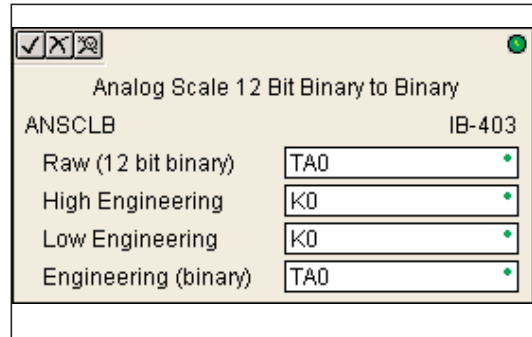 Analog Scale 12 Bit Binary to Binary
ANSCLB IB-403
Raw (12 bit binary) TA0
High Engineering K0
Low Engineering K0
Engineering (binary) TA0